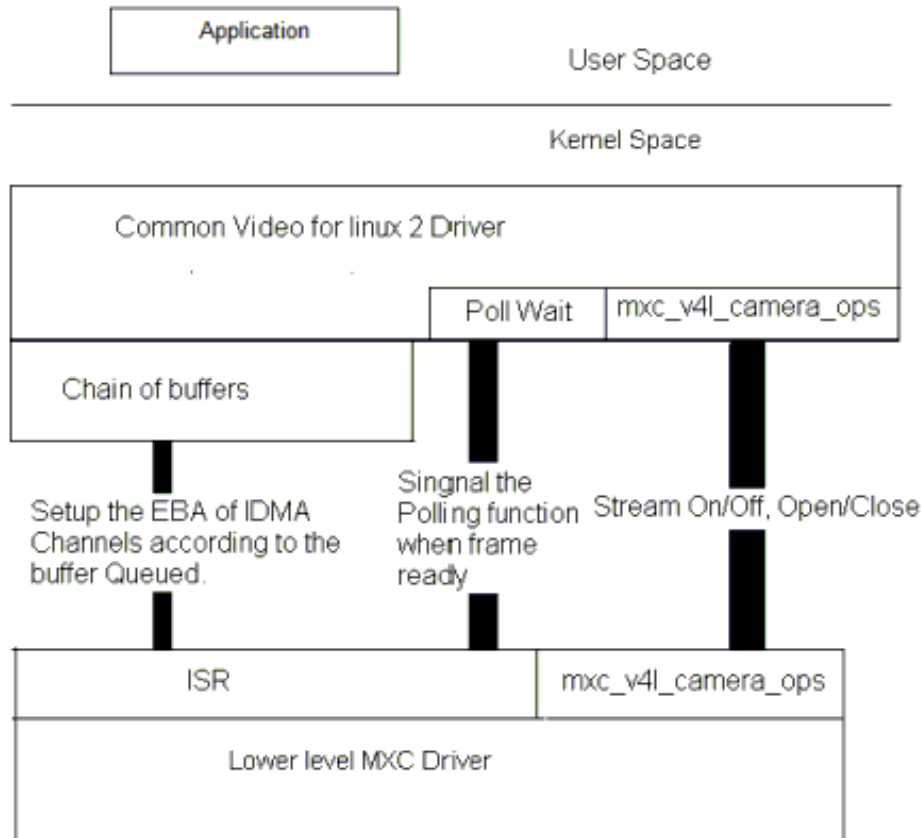 Application
User Space
Kernel Space
Common Video for linux 2 Driver
Poll Wait
mxc_v4l_camera_ops
Chain of buffers
Setup the EBA of IDMA
Channels according to the
buffer Queued.
Singnal the
Polling function
when frame
ready
Stream On/Off, Open/Close
ISR
mxc_v4l_camera_ops
Lower level MXC Driver